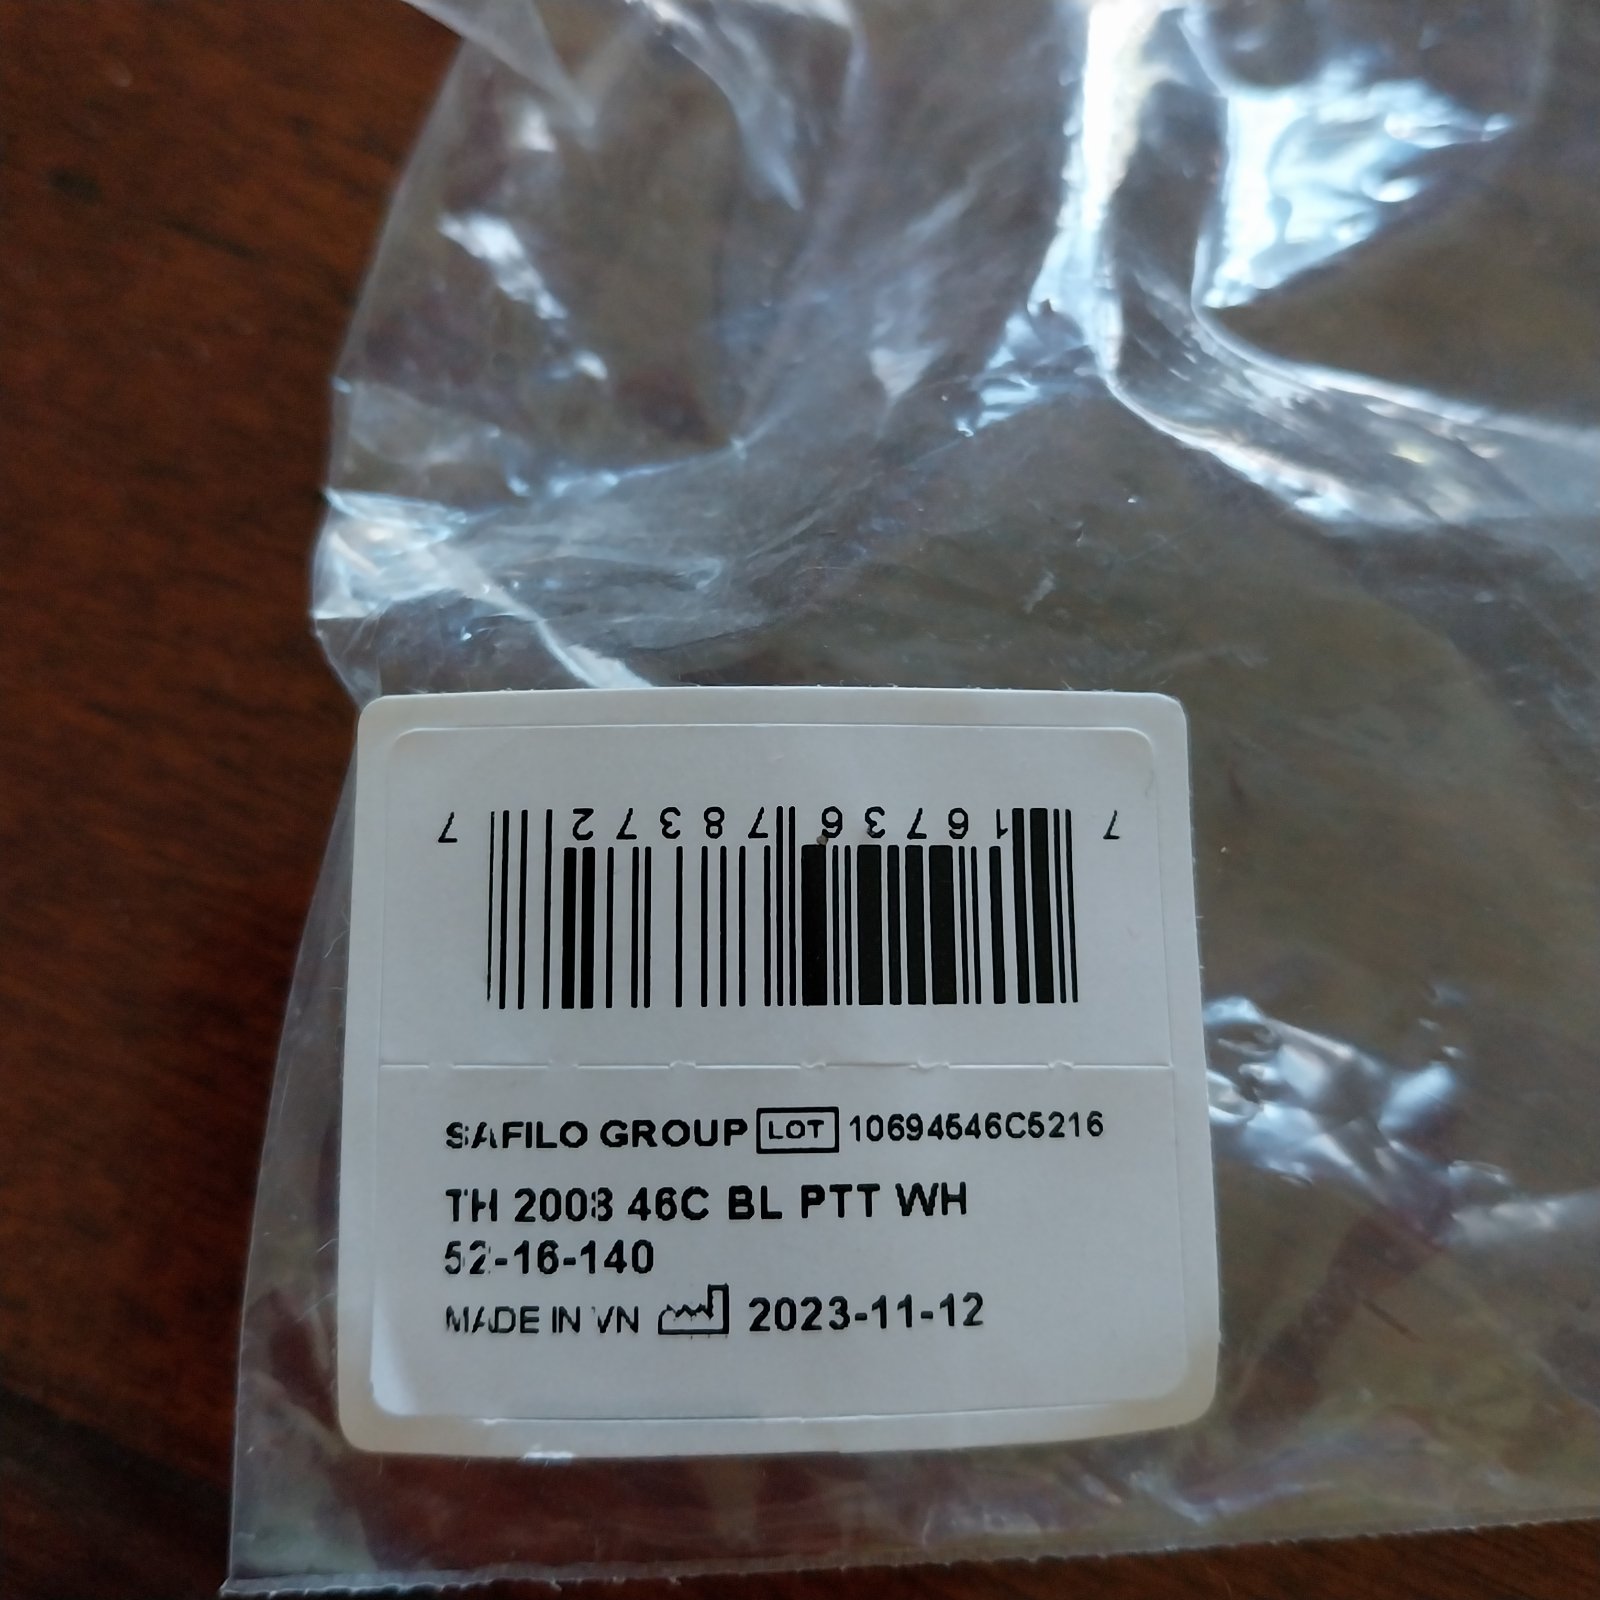 7 16736 78372 7
SAFILO GROUP LOT 10694546C5216
TH 2008 46C BL PTT WH
52-16-140
MADE IN VN 2023-11-12